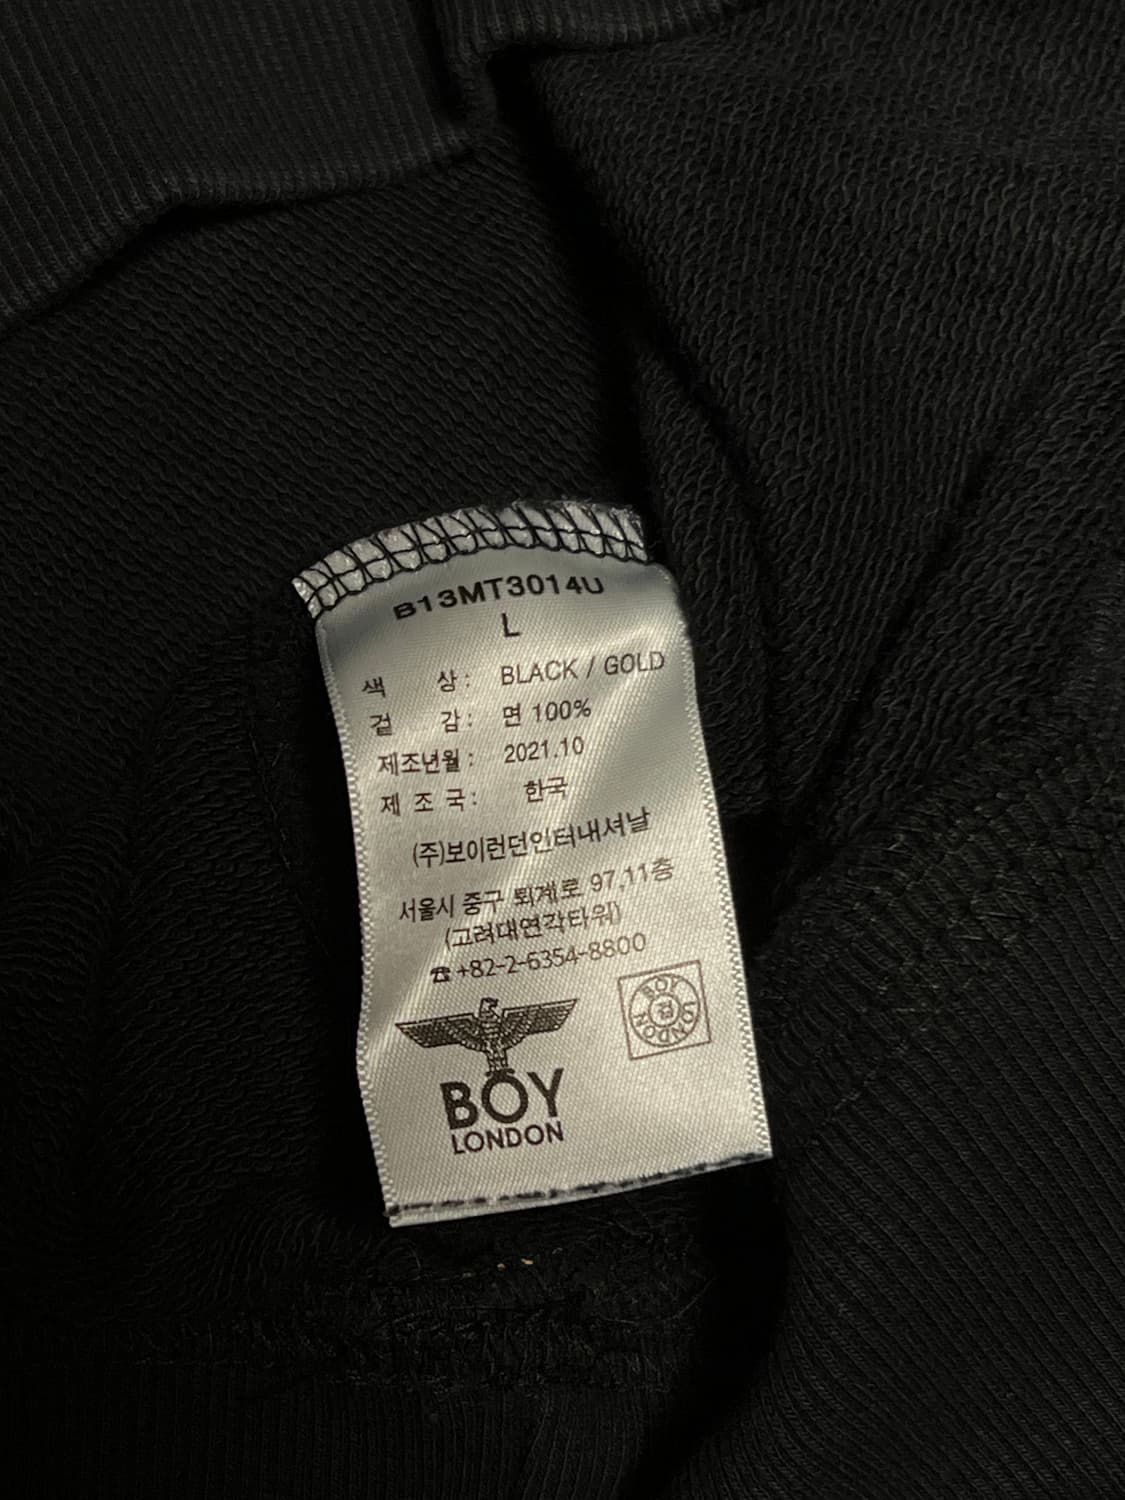 B13MT3014U
L
색 상 : BLACK / GOLD
겉 감 : 면 100%
제조년월 : 2021.10
제 조 국 : 한국
(주)보이런던인터내셔날
서울시 중구 퇴계로 97,11층
(고려대연각타워)
☎ +82-2-6354-8800
BOY
LONDON
BOY
LONDON